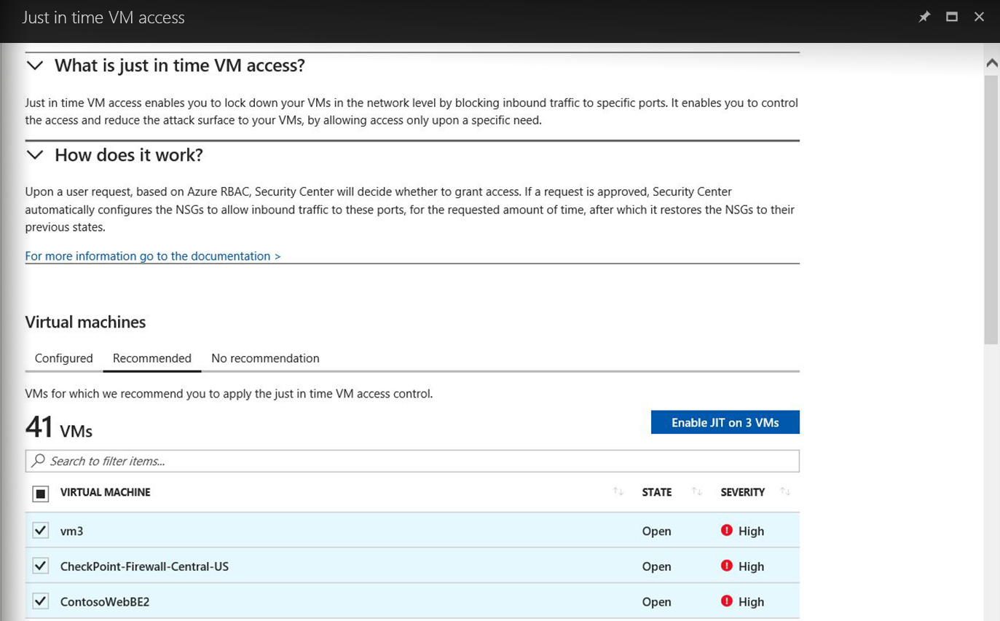 Just in time VM access
What is just in time VM access?
Just in time VM access enables you to lock down your VMs in the network level by blocking inbound traffic to specific ports. It enables you to control
the access and reduce the attack surface to your VMs, by allowing access only upon a specific need.
How does it work?
Upon a user request, based on Azure RBAC, Security Center will decide whether to grant access. If a request is approved, Security Center
automatically configures the NSGs to allow inbound traffic to these ports, for the requested amount of time, after which it restores the NSGs to their
previous states.
For more information go to the documentation >
Virtual machines
Configured Recommended No recommendation
VMs for which we recommend you to apply the just in time VM access control.
41 VMs Enable JIT on 3 VMs
Search to filter items...
VIRTUAL MACHINE STATE SEVERITY
vm3 Open High
CheckPoint-Firewall-Central-US Open High
ContosoWebBE2 Open High